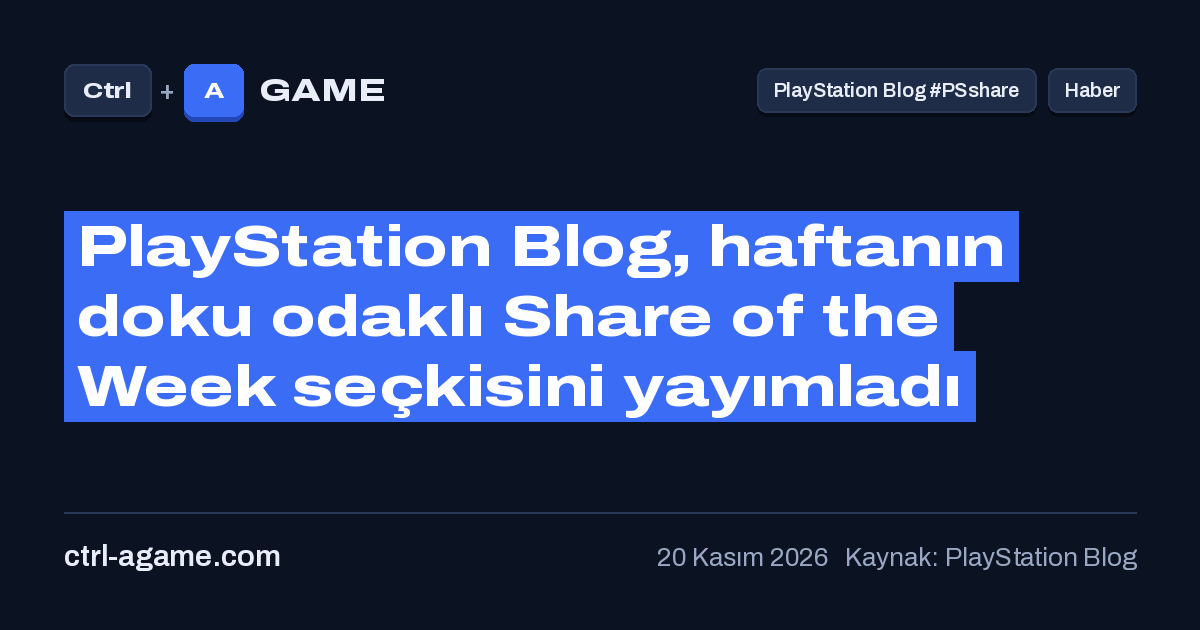 Ctrl + A GAME
PlayStation Blog #PSshare
Haber
PlayStation Blog, haftanın
doku odaklı Share of the
Week seçkisini yayımladı
ctrl-agame.com
20 Kasım 2026 Kaynak: PlayStation Blog